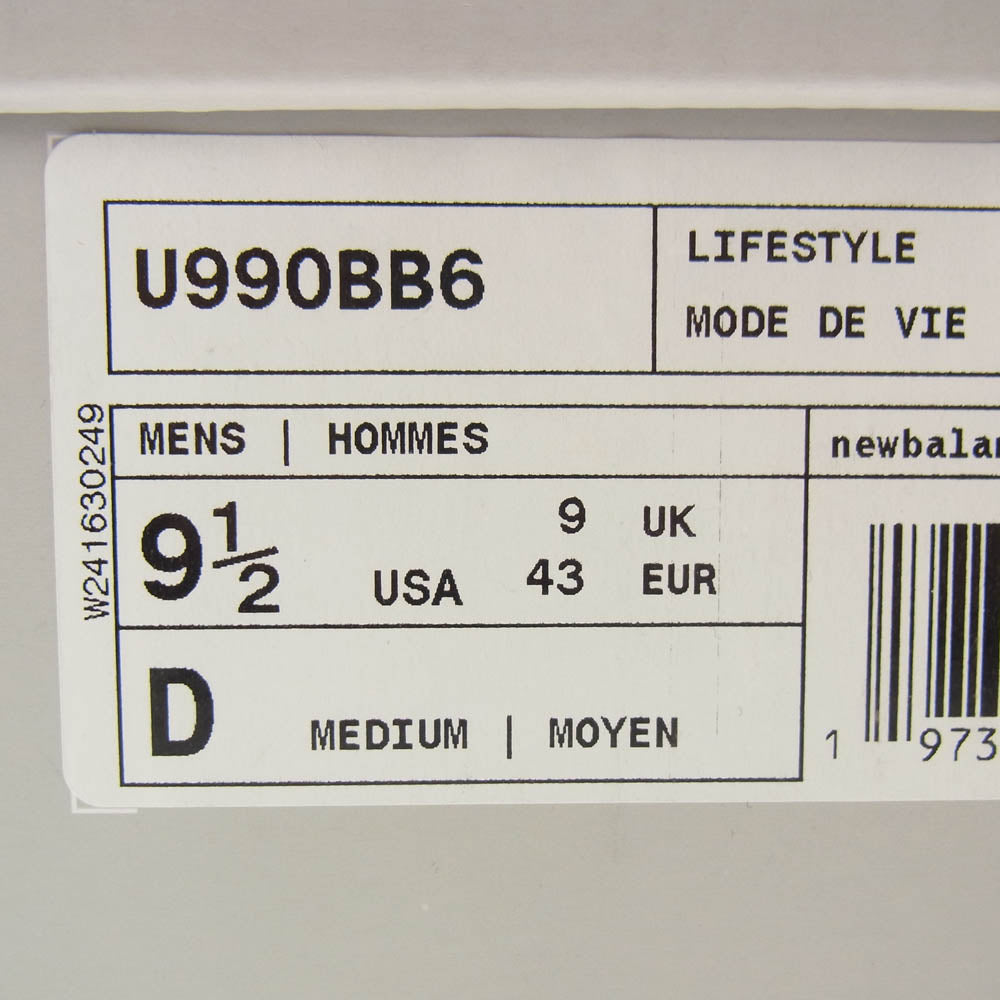 U990BB6
LIFESTYLE
MODE DE VIE
W241630249
MENS | HOMMES
9 1/2 USA
9 UK
43 EUR
D MEDIUM | MOYEN
newbalan
1 973